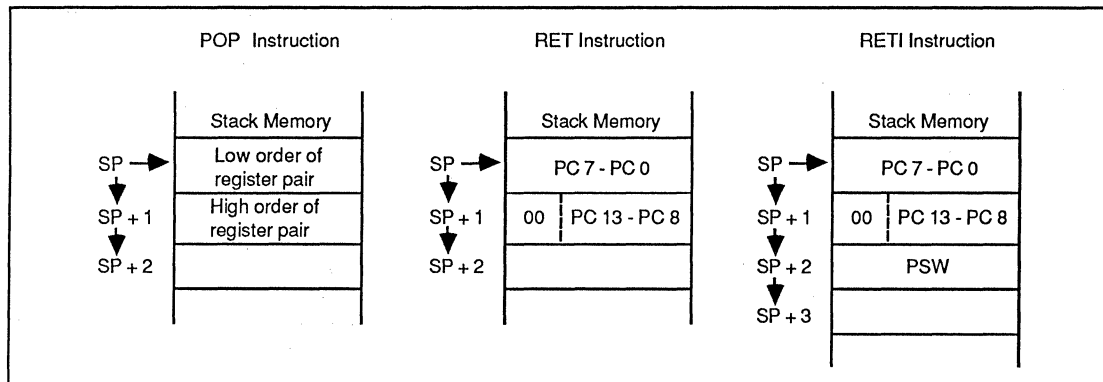 POP Instruction
Stack Memory
SP
Low order of
register pair
SP + 1
High order of
register pair
SP + 2
RET Instruction
Stack Memory
SP
PC 7 - PC 0
SP + 1
00
PC 13 - PC 8
SP + 2
RETI Instruction
Stack Memory
SP
PC 7 - PC 0
SP + 1
00
PC 13 - PC 8
SP + 2
PSW
SP + 3